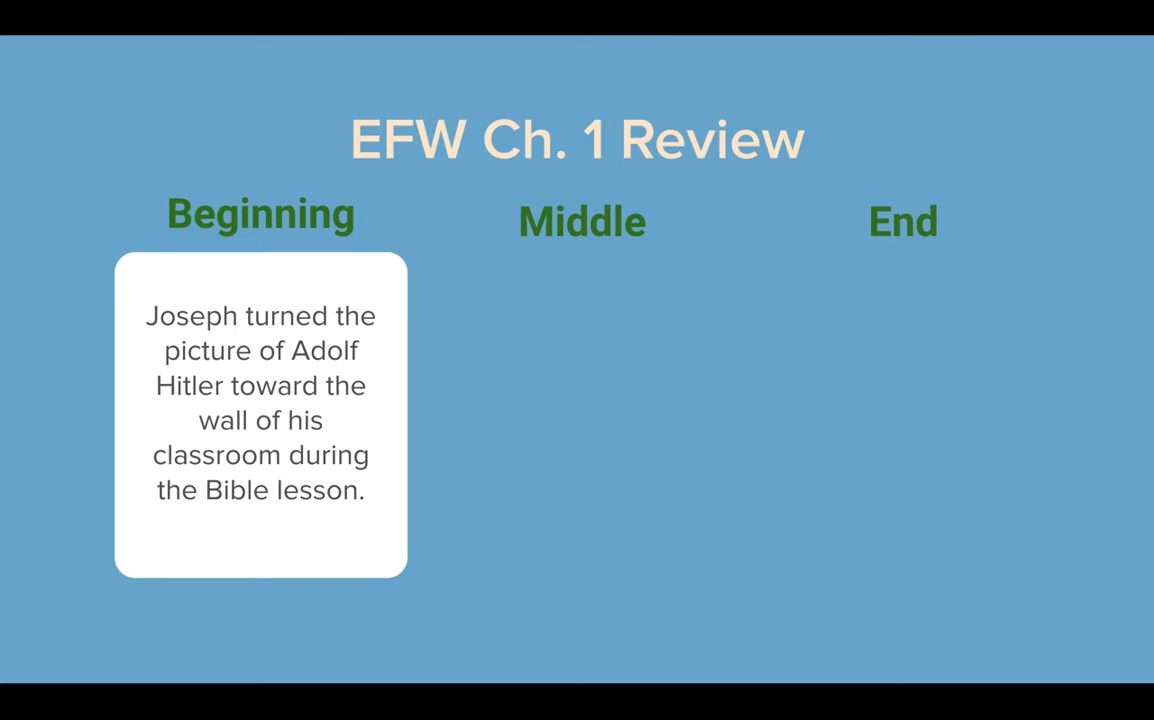 EFW Ch. 1 Review
Beginning
Middle
End
Joseph turned the
picture of Adolf
Hitler toward the
wall of his
classroom during
the Bible lesson.